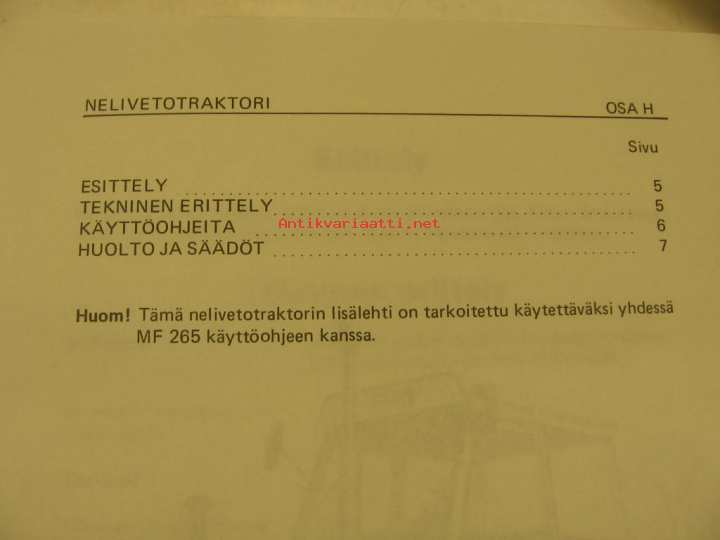 NELIVETOTRAKTORI OSA H
Sivu
ESITTELY 5
TEKNINEN ERITTELY 5
Antikvariaatti.net
KÄYTTÖOHJEITA 6
HUOLTO JA SÄÄDÖT 7
Huom! Tämä nelivetotraktorin lisälehti on tarkoitettu käytettäväksi yhdessä
MF 265 käyttöohjeen kanssa.